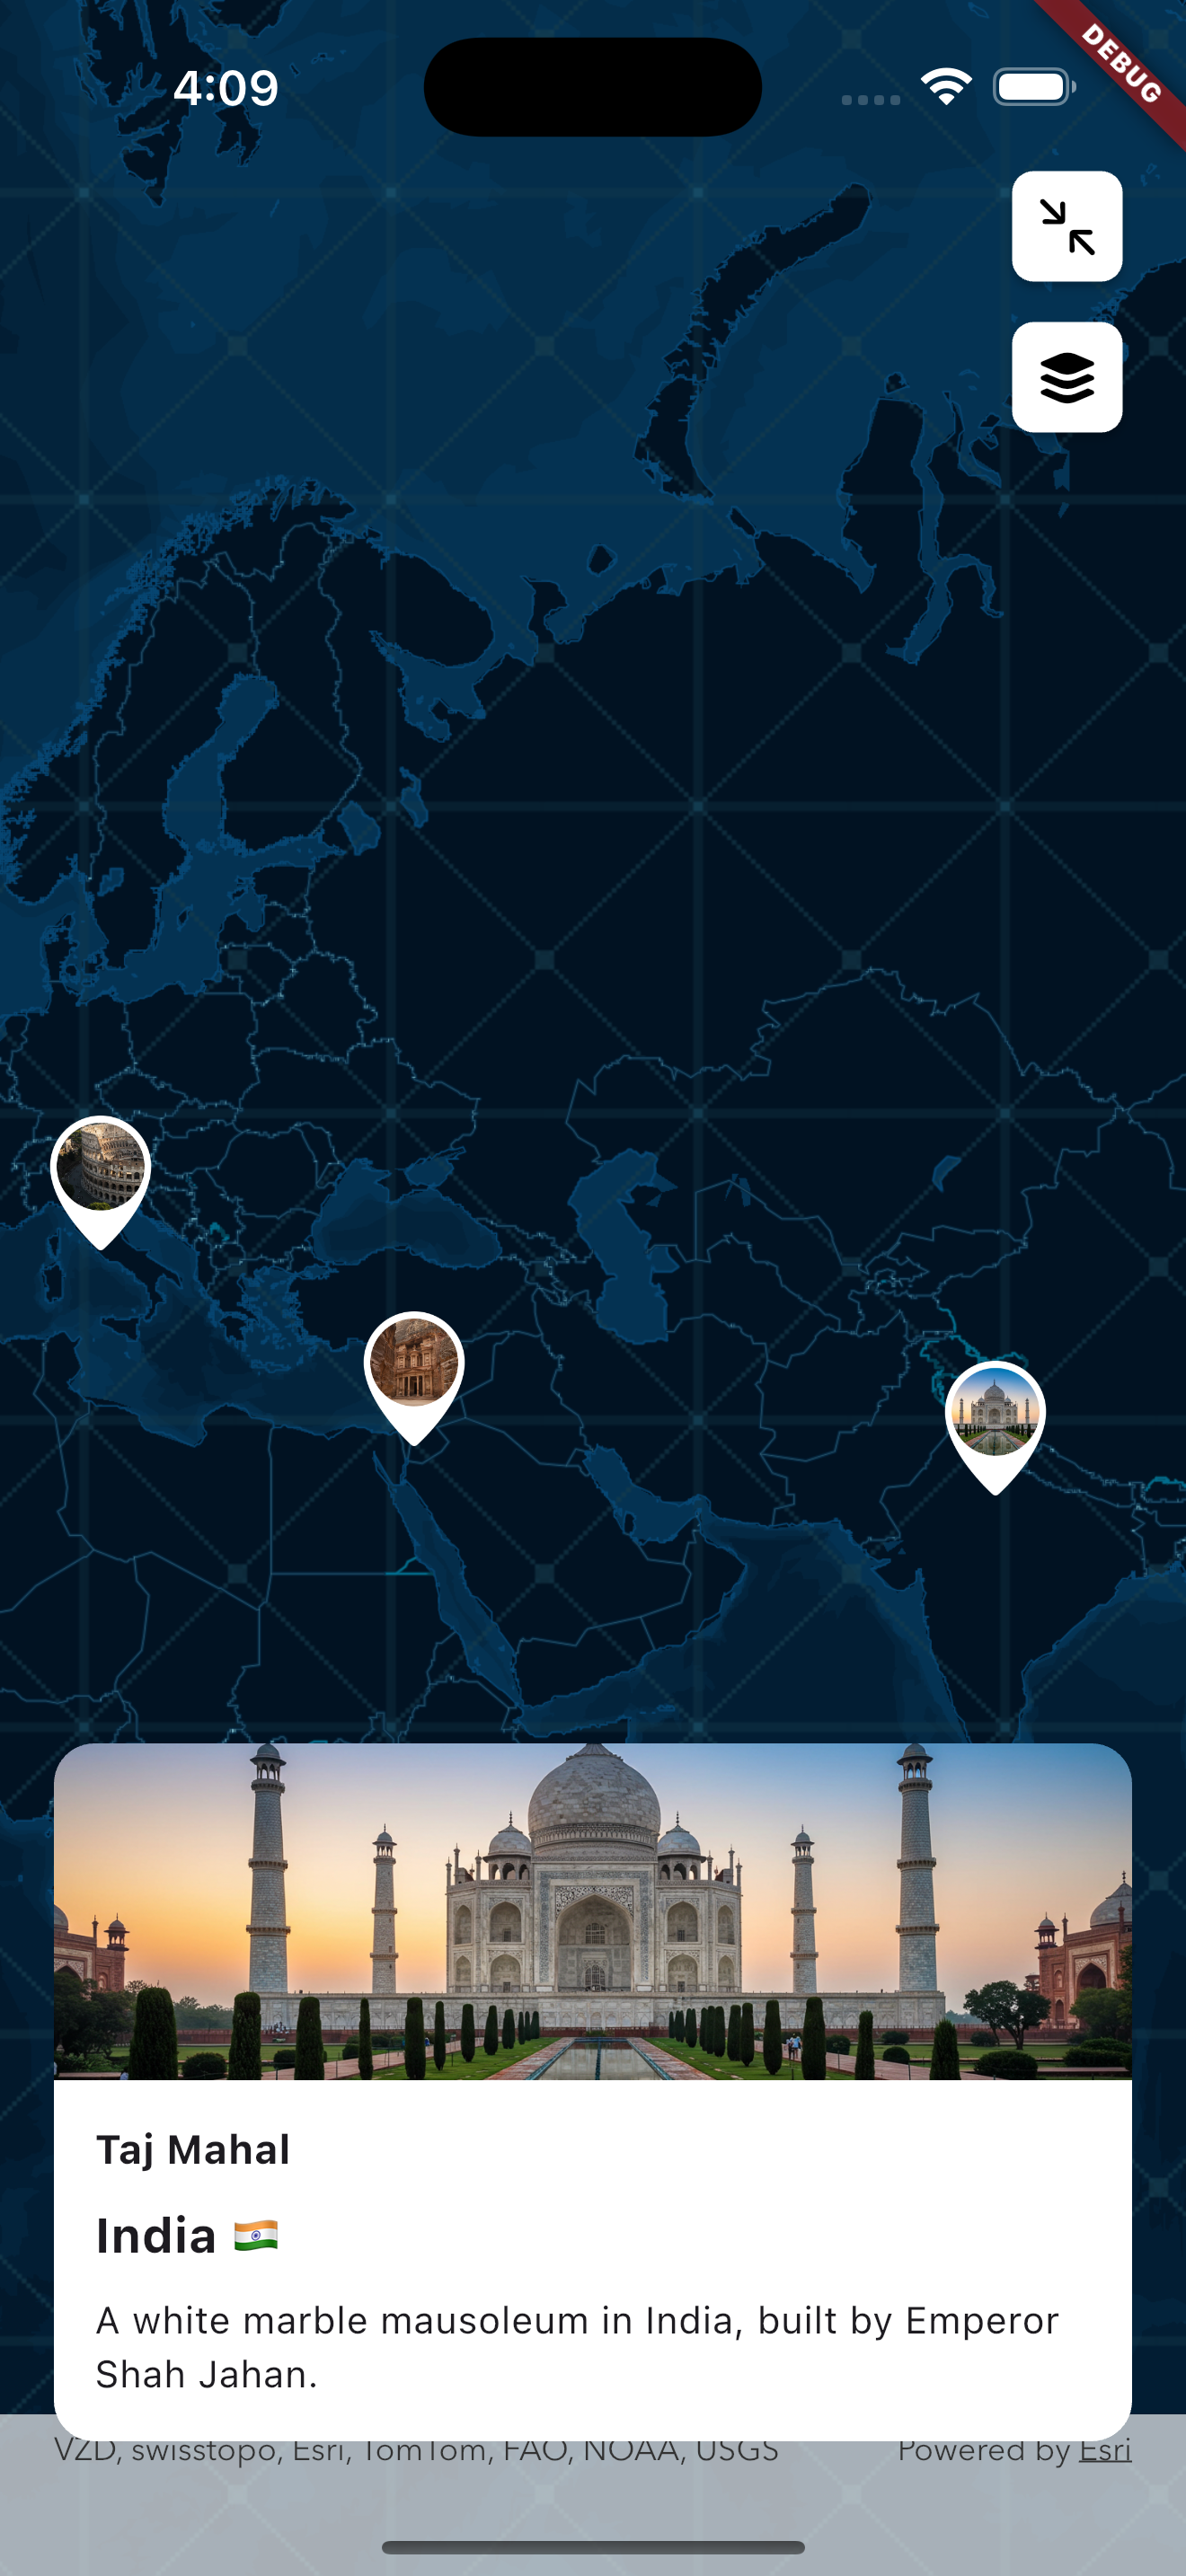 4:09
DEBUG
Taj Mahal
India 🇮🇳
A white marble mausoleum in India, built by Emperor
Shah Jahan.
VZD, swisstopo, Esri, TomTom, FAO, NOAA, USGS
Powered by Esri